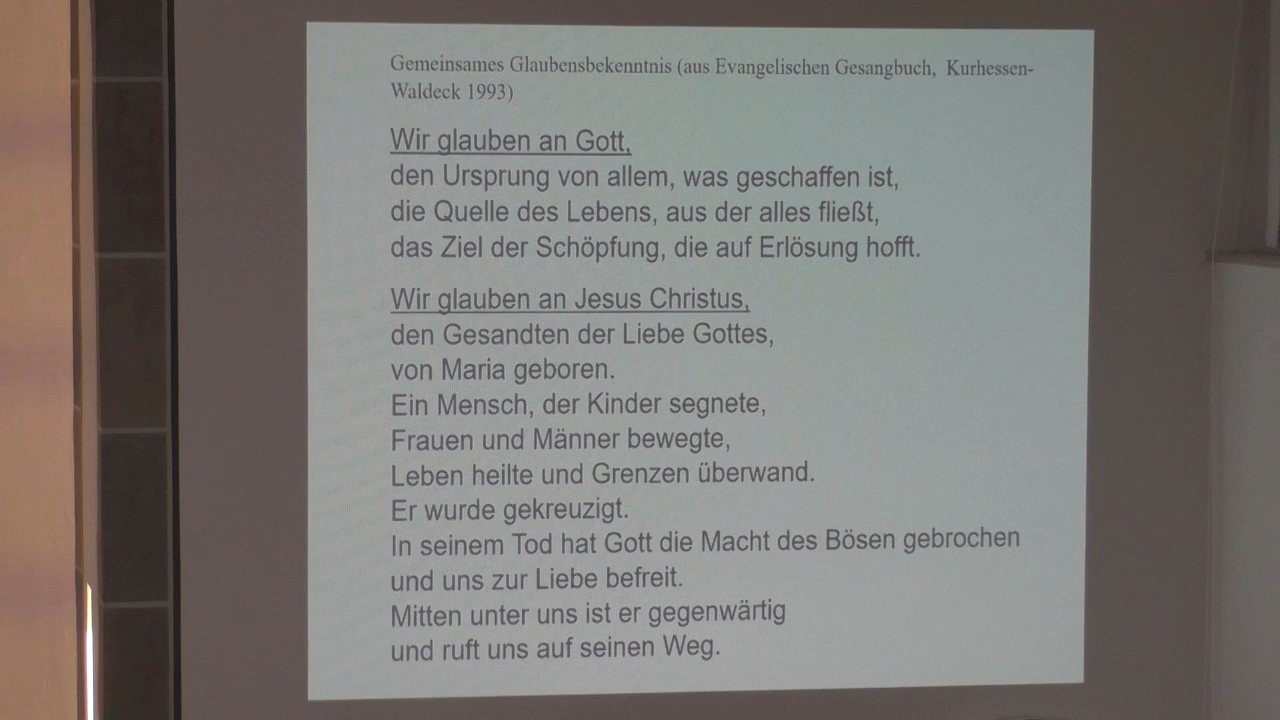 Gemeinsames Glaubensbekenntnis (aus Evangelischen Gesangbuch, Kurhessen-
Waldeck 1993)
Wir glauben an Gott,
den Ursprung von allem, was geschaffen ist,
die Quelle des Lebens, aus der alles fließt,
das Ziel der Schöpfung, die auf Erlösung hofft.
Wir glauben an Jesus Christus,
den Gesandten der Liebe Gottes,
von Maria geboren.
Ein Mensch, der Kinder segnete,
Frauen und Männer bewegte,
Leben heilte und Grenzen überwand.
Er wurde gekreuzigt.
In seinem Tod hat Gott die Macht des Bösen gebrochen
und uns zur Liebe befreit.
Mitten unter uns ist er gegenwärtig
und ruft uns auf seinen Weg.